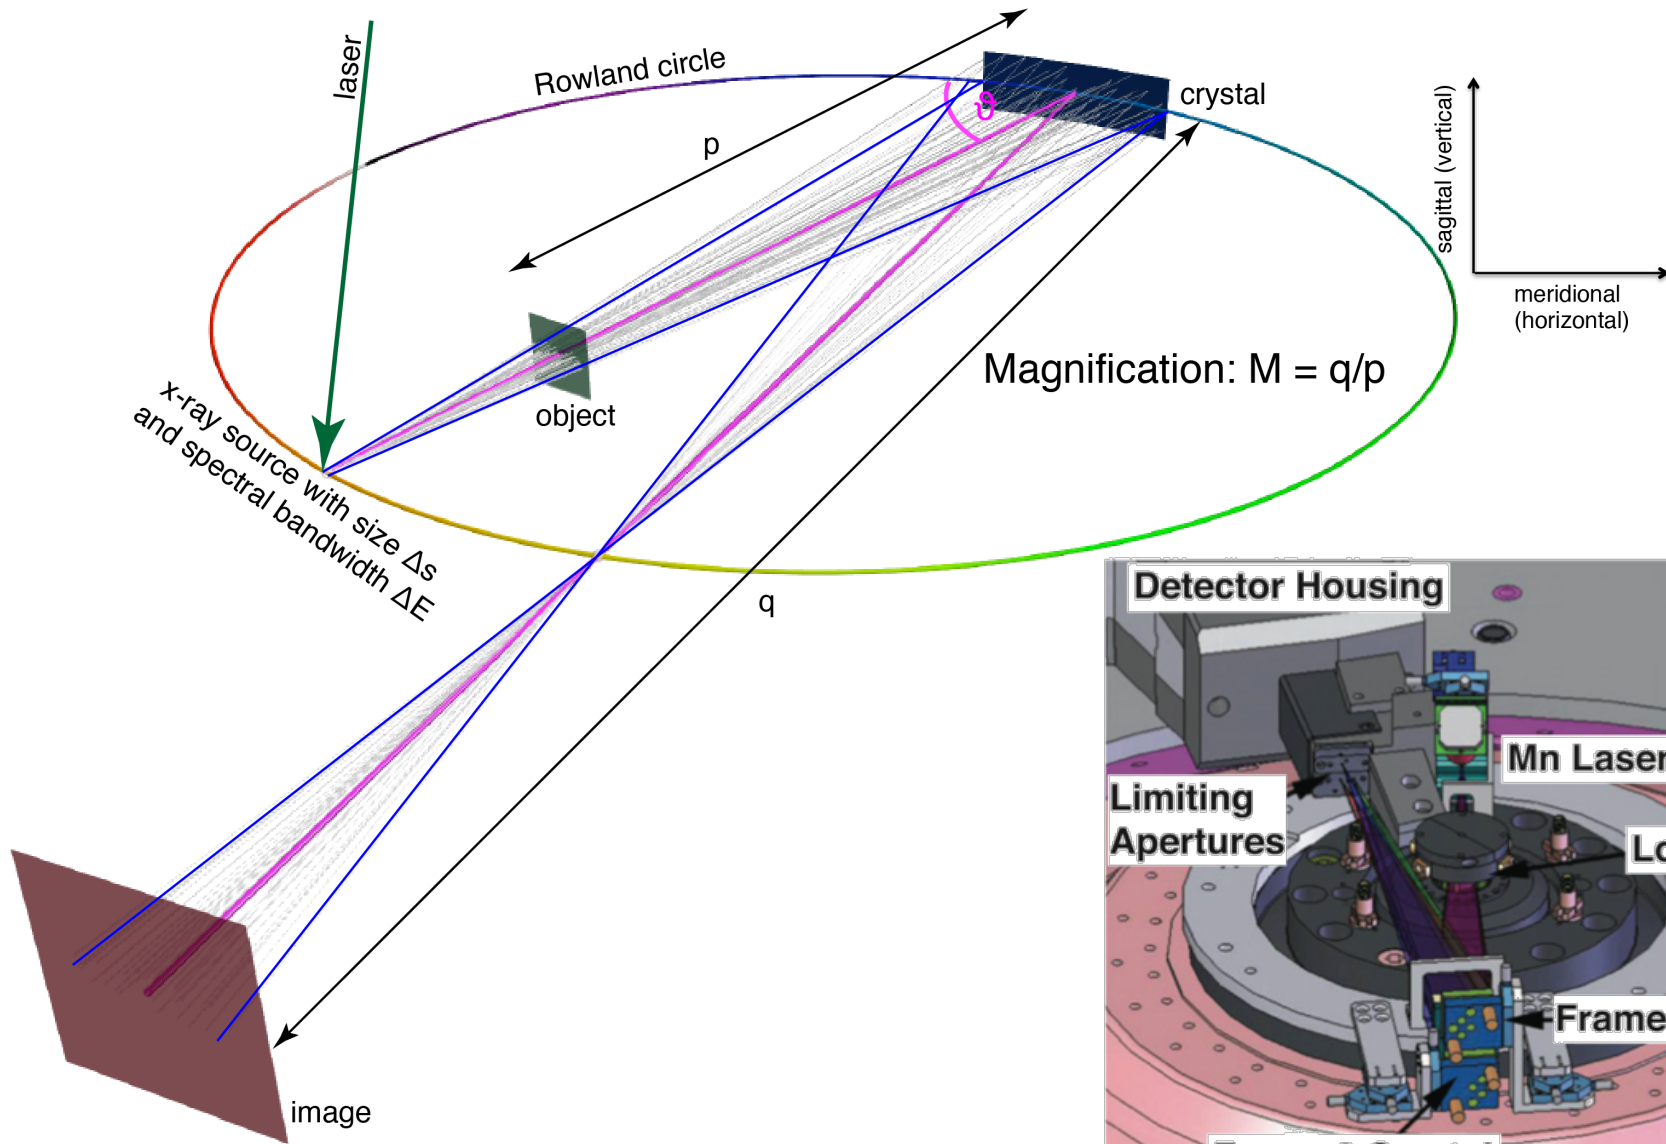 laser
Rowland circle
p
ϑ
crystal
sagittal (vertical)
meridional
(horizontal)
Magnification: M = q/p
object
x-ray source with size Δs
and spectral bandwidth ΔE
q
image
Detector Housing
Mn Laser
Limiting
Apertures
Lo
Frame